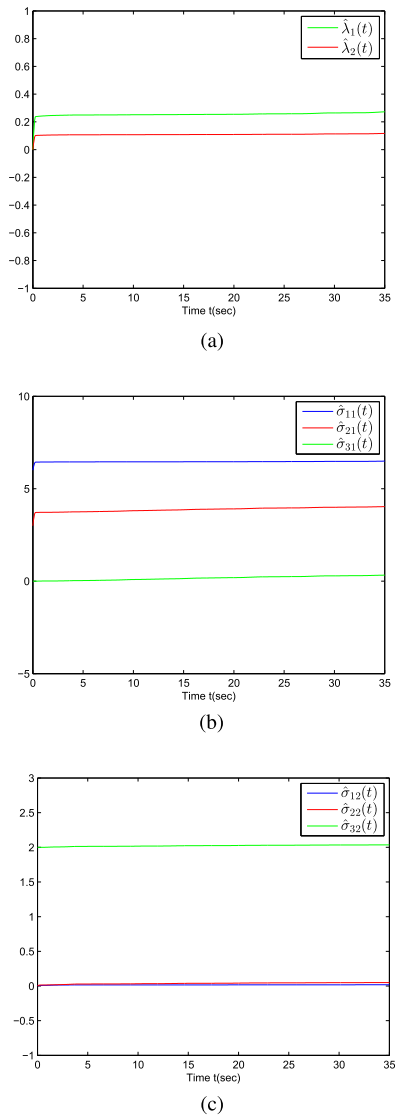 1
0.8
0.6
0.4
0.2
0
−0.2
−0.4
−0.6
−0.8
−1
λ̂₁(t)
λ̂₂(t)
0 5 10 15 20 25 30 35
Time t(sec)
(a)
10
5
0
−5
σ̂₁₁(t)
σ̂₂₁(t)
σ̂₃₁(t)
0 5 10 15 20 25 30 35
Time t(sec)
(b)
3
2.5
2
1.5
1
0.5
0
−0.5
−1
σ̂₁₂(t)
σ̂₂₂(t)
σ̂₃₂(t)
0 5 10 15 20 25 30 35
Time t(sec)
(c)